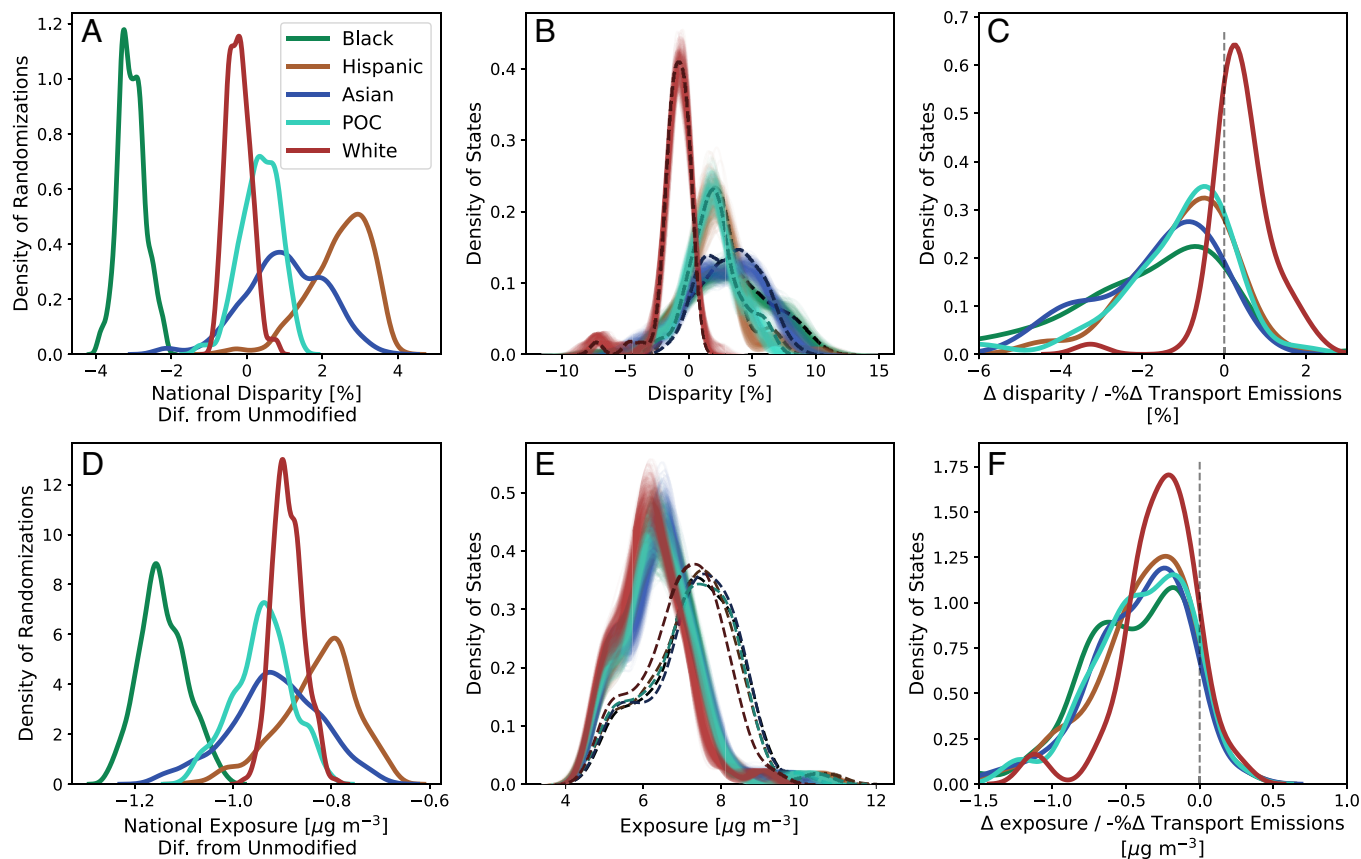 A
Black
Hispanic
Asian
POC
White
Density of Randomizations
0.0
0.2
0.4
0.6
0.8
1.0
1.2
−4
−2
0
2
4
National Disparity [%]
Dif. from Unmodified
B
Density of States
0.0
0.1
0.2
0.3
0.4
−10
−5
0
5
10
15
Disparity [%]
C
Density of States
0.0
0.1
0.2
0.3
0.4
0.5
0.6
0.7
−6
−4
−2
0
2
Δ disparity / -%Δ Transport Emissions
[%]
D
Density of Randomizations
0
2
4
6
8
10
12
−1.2
−1.0
−0.8
−0.6
National Exposure [μg m⁻³]
Dif. from Unmodified
E
Density of States
0.0
0.1
0.2
0.3
0.4
0.5
4
6
8
10
12
Exposure [μg m⁻³]
F
Density of States
0.00
0.25
0.50
0.75
1.00
1.25
1.50
1.75
−1.5
−1.0
−0.5
0.0
0.5
1.0
Δ exposure / -%Δ Transport Emissions
[μg m⁻³]